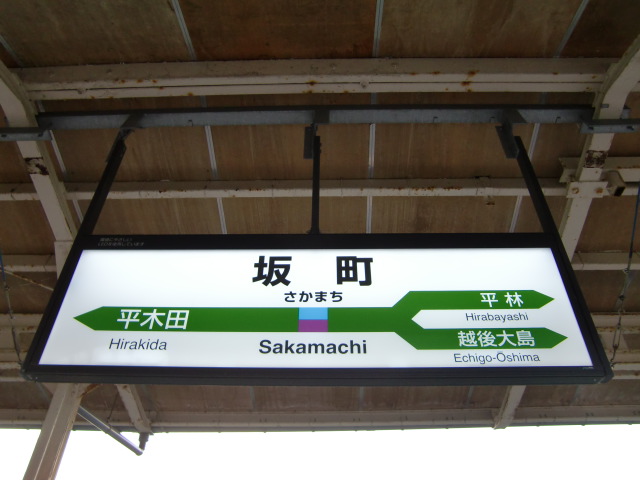 坂町
さかまち
平木田
Hirakida
Sakamachi
平林
Hirabayashi
越後大島
Echigo-Ōshima